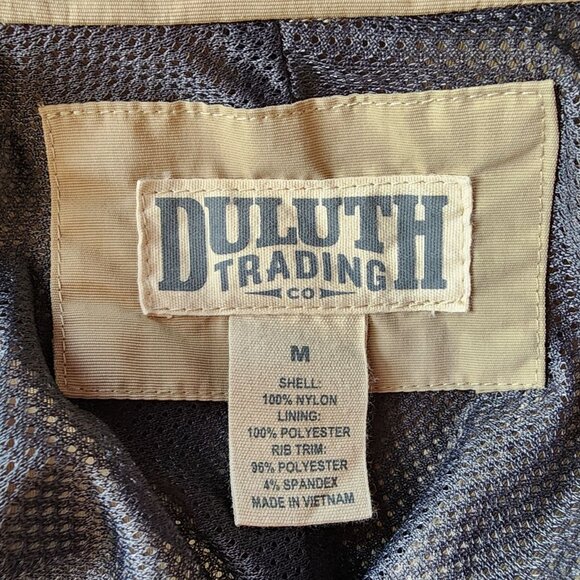 DULUTH
TRADING
CO
M
SHELL:
100% NYLON
LINING:
100% POLYESTER
RIB TRIM:
96% POLYESTER
4% SPANDEX
MADE IN VIETNAM